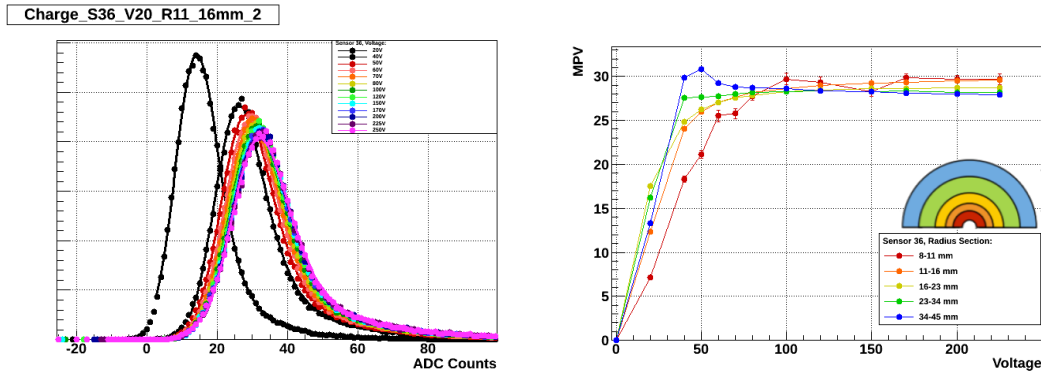 Charge_S36_V20_R11_16mm_2
Sensor 36, Voltage:
20V
40V
50V
60V
70V
80V
100V
120V
150V
170V
200V
225V
250V
-20 0 20 40 60 80
ADC Counts
MPV
30
25
20
15
10
5
0
0 50 100 150 200
Voltage
Sensor 36, Radius Section:
8-11 mm
11-16 mm
16-23 mm
23-34 mm
34-45 mm